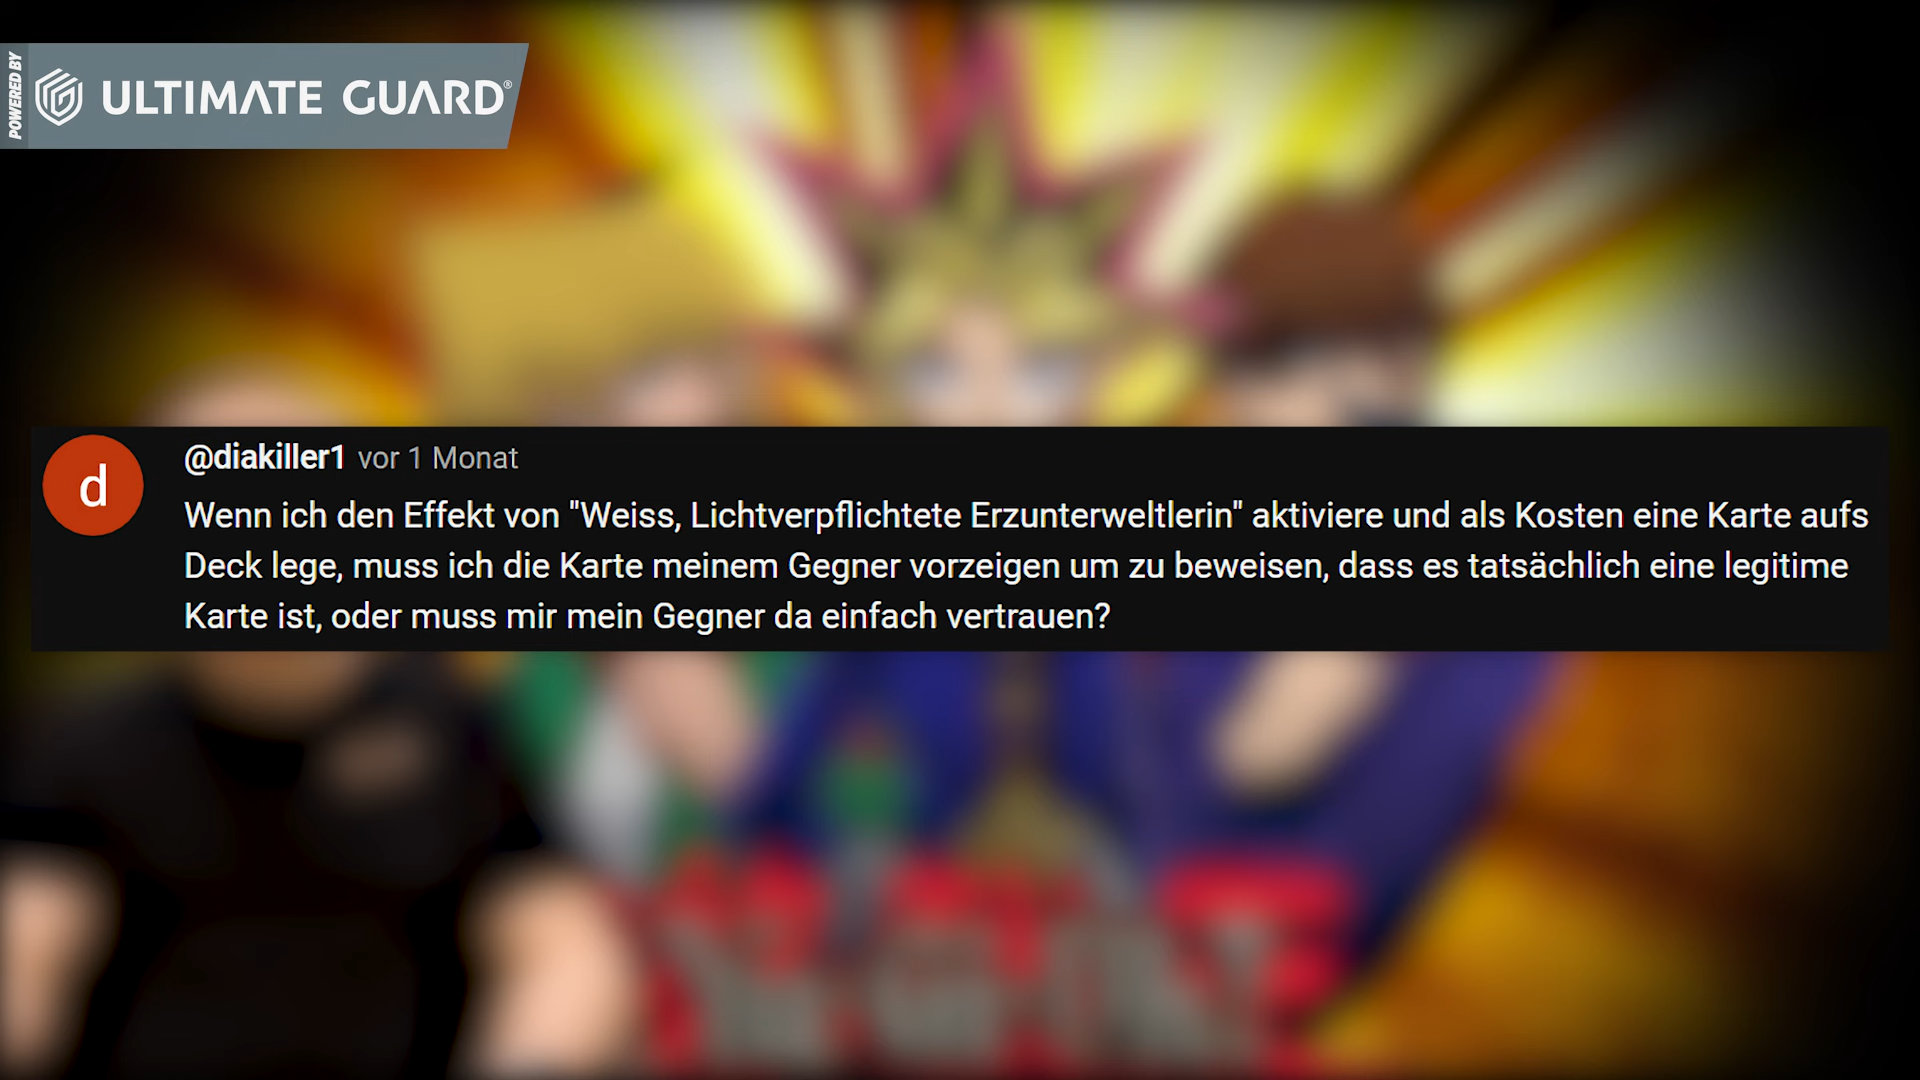 POWERED BY
ULTIMATE GUARD®
d
@diakiller1 vor 1 Monat
Wenn ich den Effekt von "Weiss, Lichtverpflichtete Erzunterweltlerin" aktiviere und als Kosten eine Karte aufs
Deck lege, muss ich die Karte meinem Gegner vorzeigen um zu beweisen, dass es tatsächlich eine legitime
Karte ist, oder muss mir mein Gegner da einfach vertrauen?